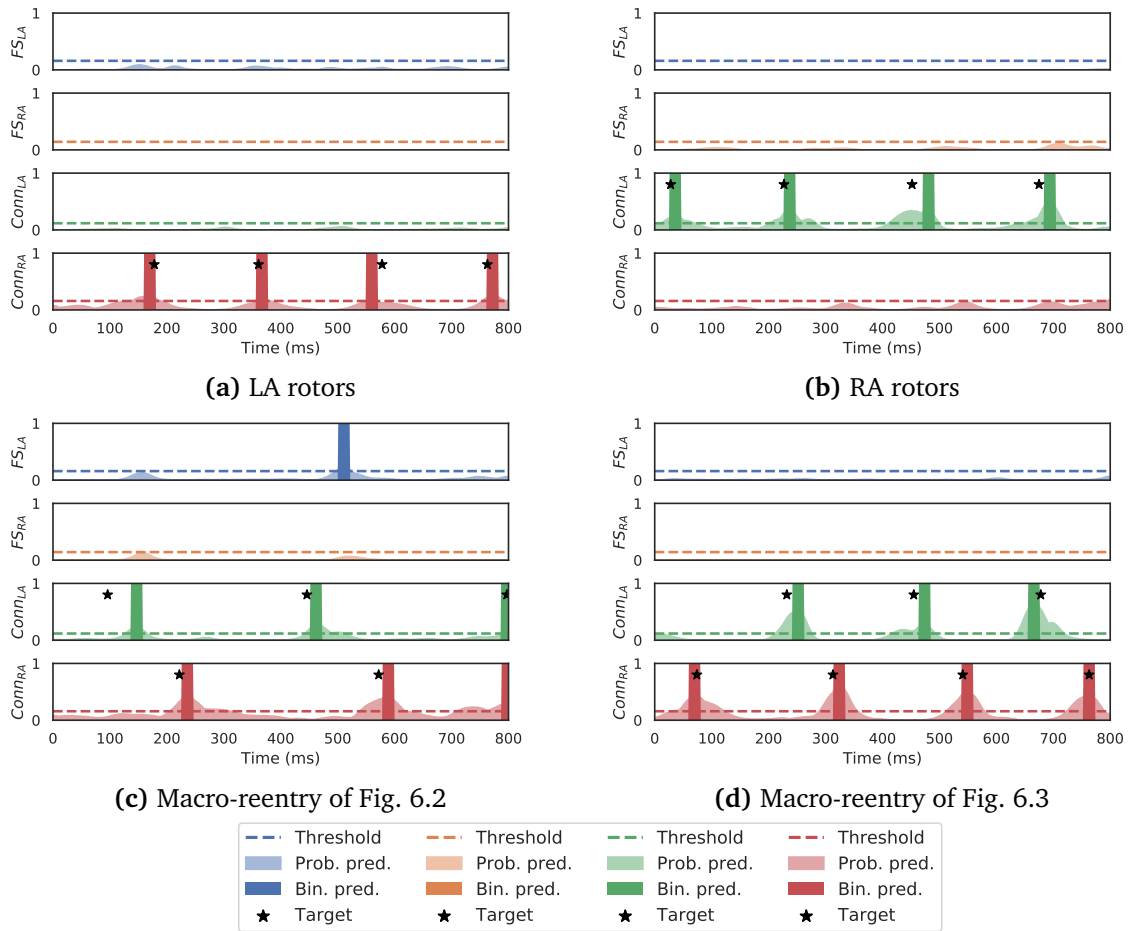 1
FS_LA
0
1
FS_RA
0
1
Conn_LA
0
1
Conn_RA
0
0 100 200 300 400 500 600 700 800
Time (ms)
(a) LA rotors
1
FS_LA
0
1
FS_RA
0
1
Conn_LA
0
1
Conn_RA
0
0 100 200 300 400 500 600 700 800
Time (ms)
(b) RA rotors
1
FS_LA
0
1
FS_RA
0
1
Conn_LA
0
1
Conn_RA
0
0 100 200 300 400 500 600 700 800
Time (ms)
(c) Macro-reentry of Fig. 6.2
1
FS_LA
0
1
FS_RA
0
1
Conn_LA
0
1
Conn_RA
0
0 100 200 300 400 500 600 700 800
Time (ms)
(d) Macro-reentry of Fig. 6.3
Threshold Threshold Threshold Threshold
Prob. pred. Prob. pred. Prob. pred. Prob. pred.
Bin. pred. Bin. pred. Bin. pred. Bin. pred.
Target Target Target Target